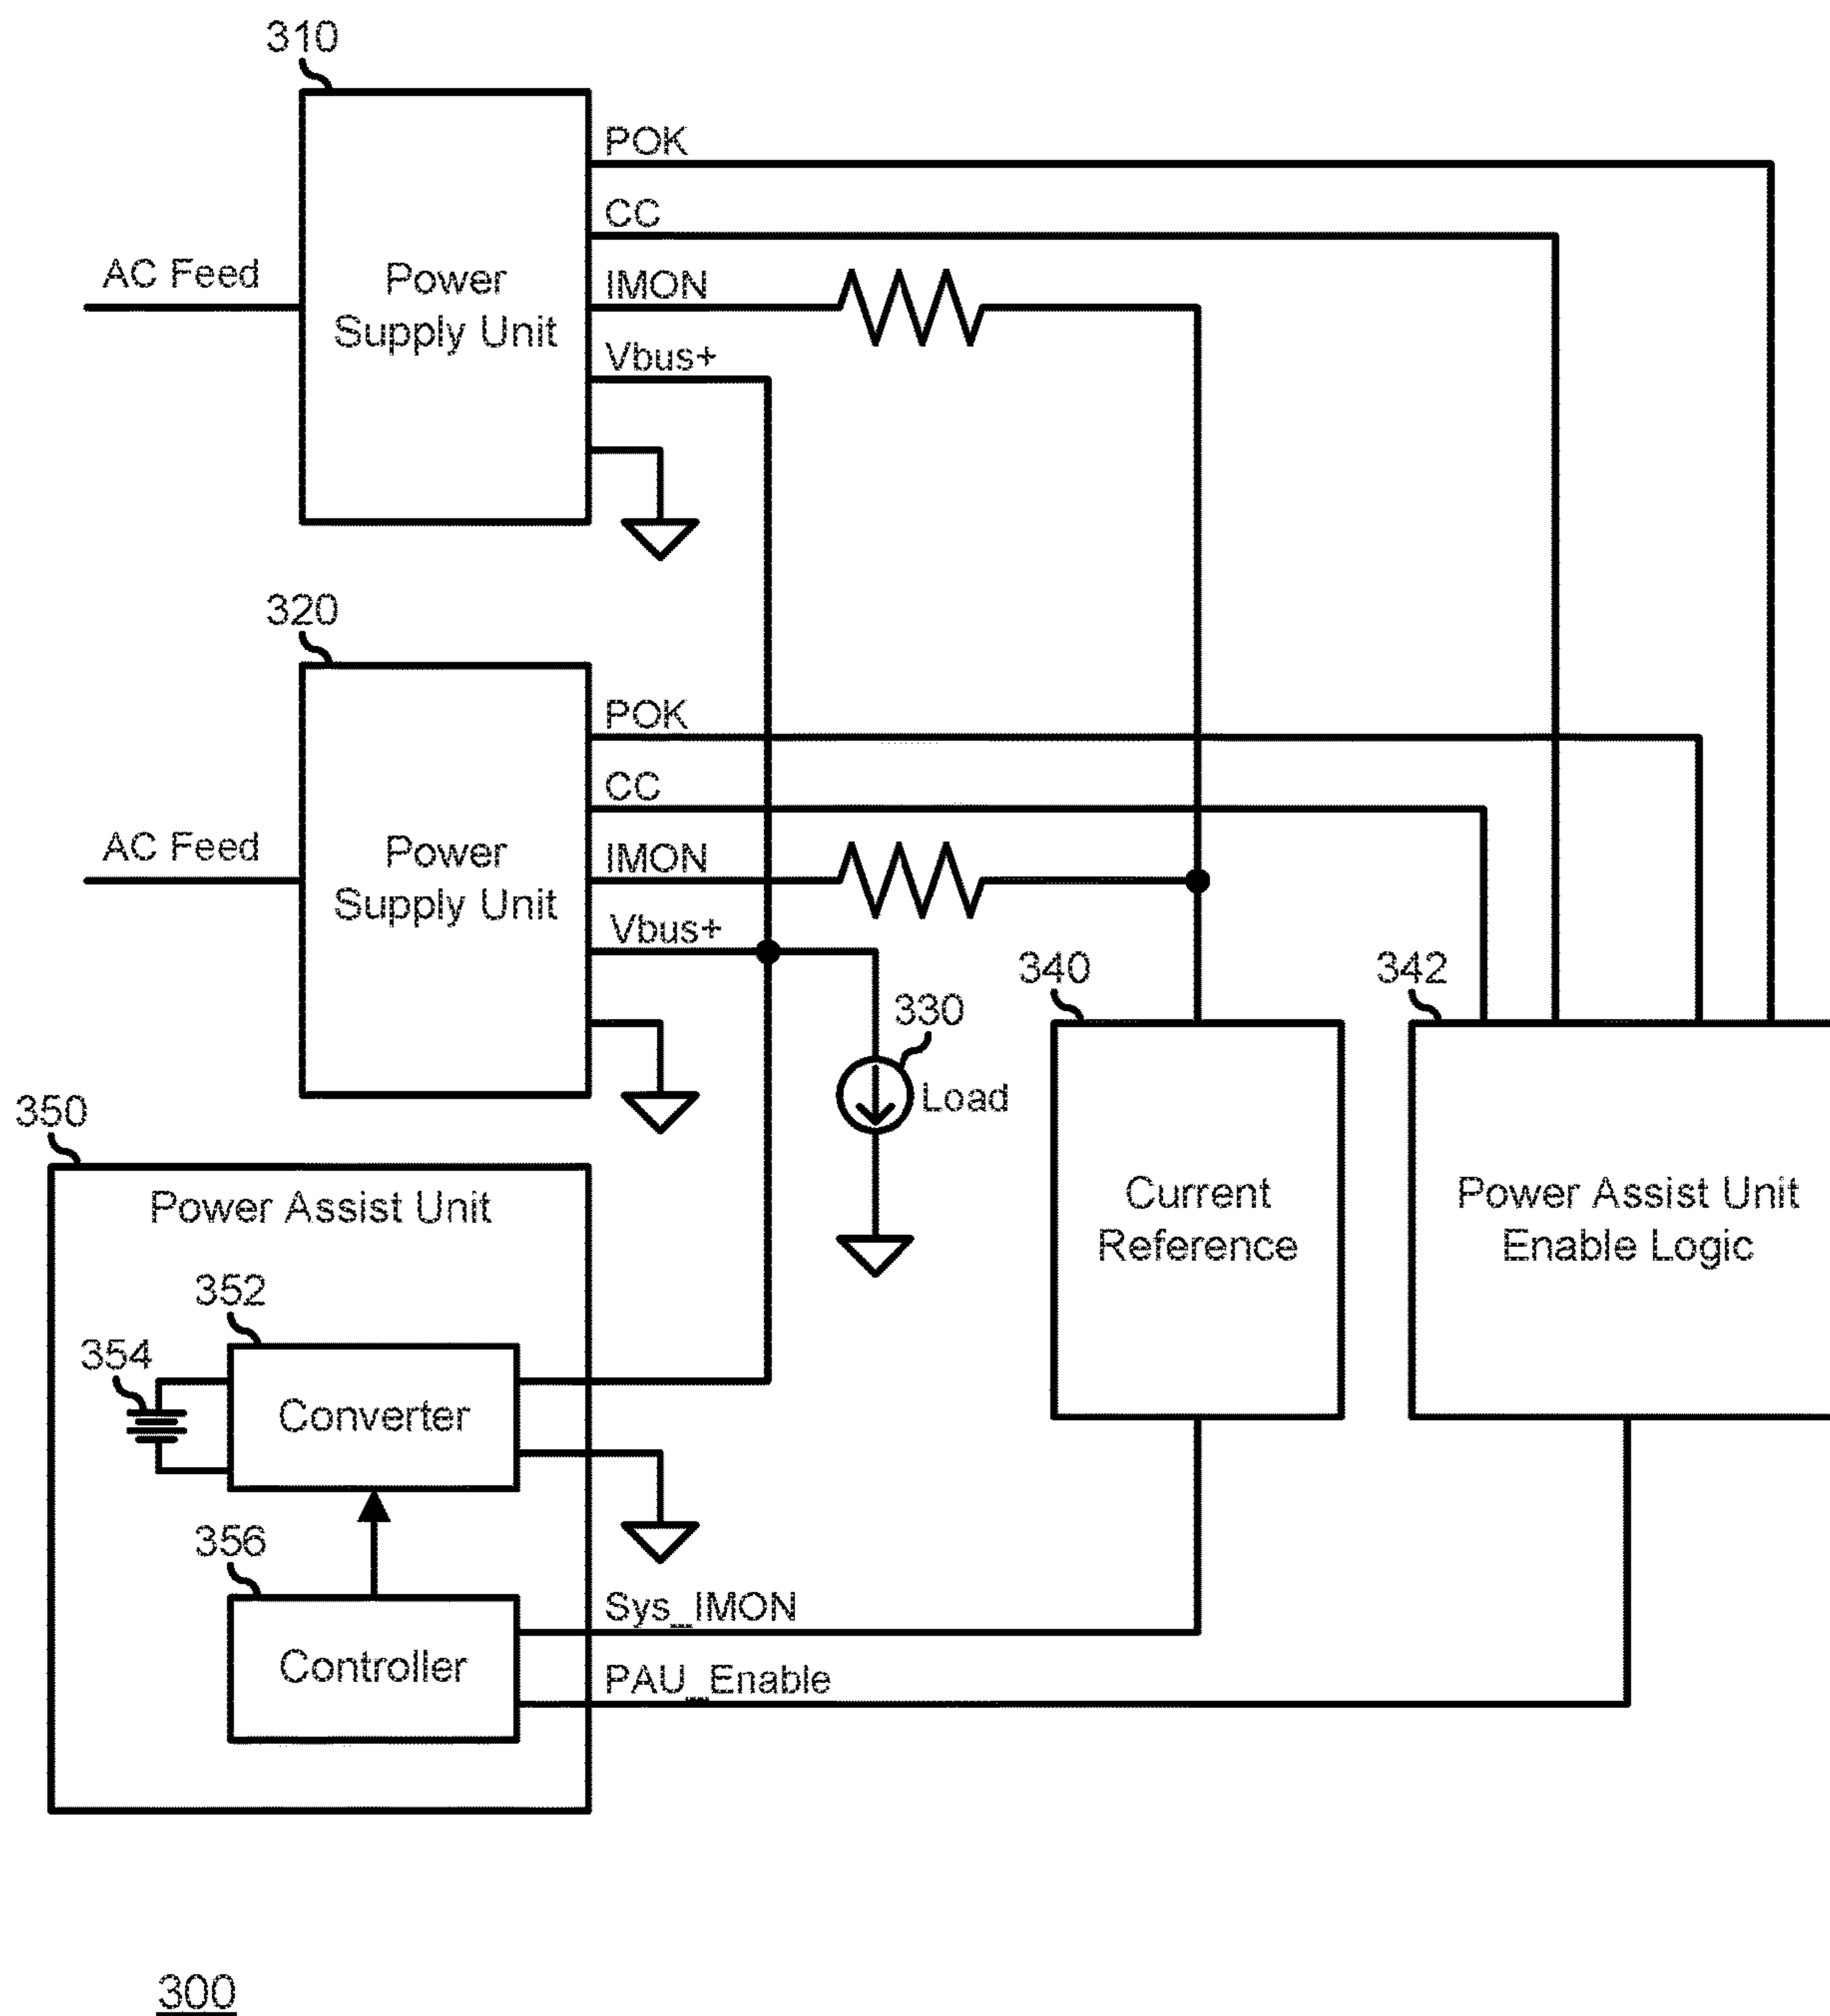 310
POK
CC
AC Feed
Power
Supply Unit
IMON
Vbus+
320
POK
CC
AC Feed
Power
Supply Unit
IMON
Vbus+
330
Load
340
Current
Reference
342
Power Assist Unit
Enable Logic
350
Power Assist Unit
352
354
Converter
356
Controller
Sys_IMON
PAU_Enable
300